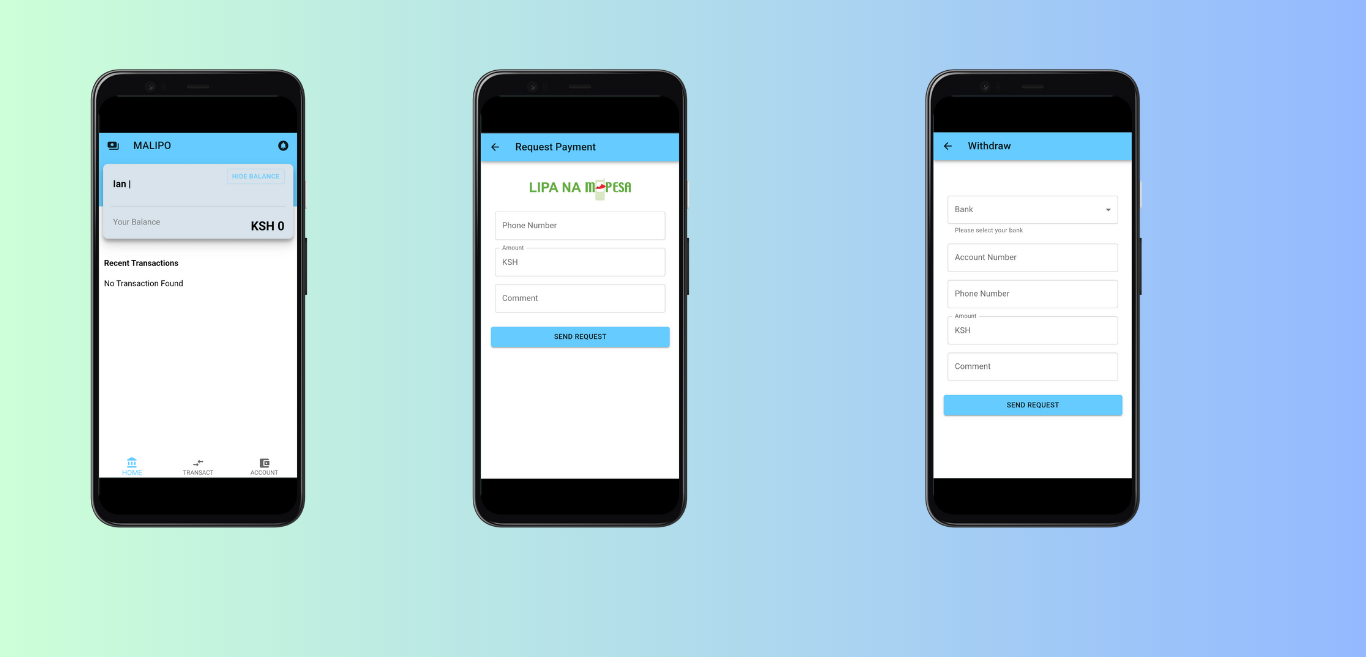 MALIPO
HIDE BALANCE
Ian |
Your Balance
KSH 0
Recent Transactions
No Transaction Found
HOME
TRANSACT
ACCOUNT
Request Payment
LIPA NA M-PESA
Phone Number
Amount
KSH
Comment
SEND REQUEST
Withdraw
Bank
Please select your bank
Account Number
Phone Number
Amount
KSH
Comment
SEND REQUEST